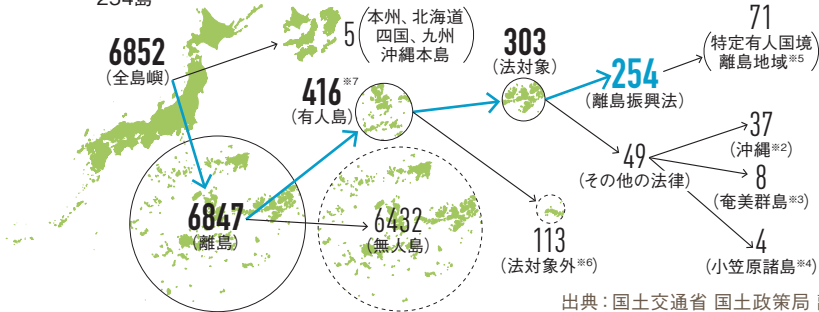 6852
(全島嶼)
5
(本州、北海道
四国、九州
沖縄本島)
6847
(離島)
416※7
(有人島)
6432
(無人島)
303
(法対象)
113
(法対象外※6)
254
(離島振興法)
49
(その他の法律)
71
(特定有人国境
離島地域※5)
37
(沖縄※2)
8
(奄美群島※3)
4
(小笠原諸島※4)
出典:国土交通省 国土政策局